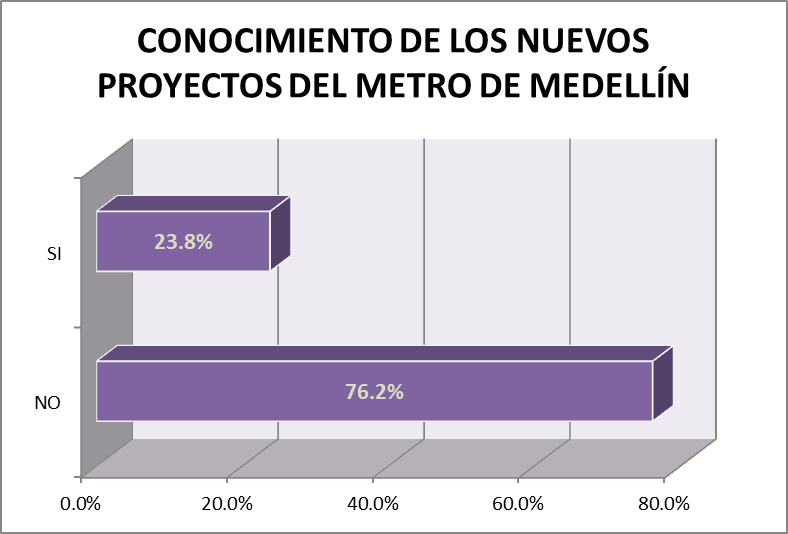 CONOCIMIENTO DE LOS NUEVOS
PROYECTOS DEL METRO DE MEDELLÍN
SI
23.8%
NO
76.2%
0.0%
20.0%
40.0%
60.0%
80.0%